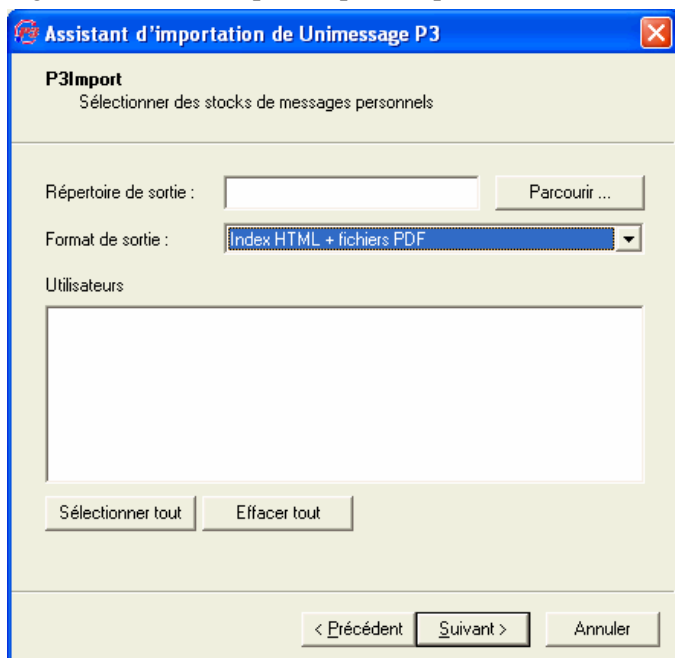 Assistant d'importation de Unimessage P3
P3Import
Sélectionner des stocks de messages personnels
Répertoire de sortie :
Parcourir ...
Format de sortie :
Index HTML + fichiers PDF
Utilisateurs
Sélectionner tout
Effacer tout
< Précédent
Suivant >
Annuler